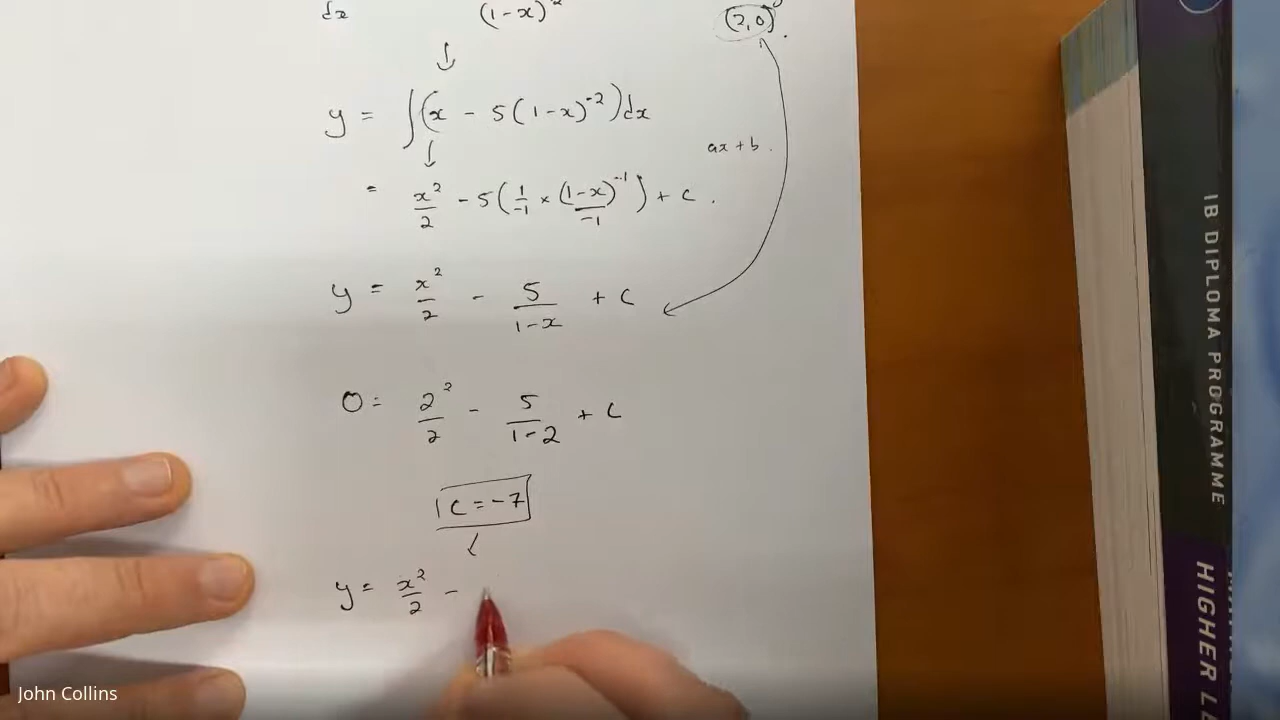 dx (1-x)² (2,0).
y = ∫(x - 5(1-x)⁻²)dx
ax + b.
= x²/2 - 5(1/-1 × (1-x)⁻¹/-1) + c.
y = x²/2 - 5/1-x + c
0 = 2²/2 - 5/1-2 + c
c = -7
y = x²/2 -
IB DIPLOMA PROGRAMME
HIGHER L
John Collins